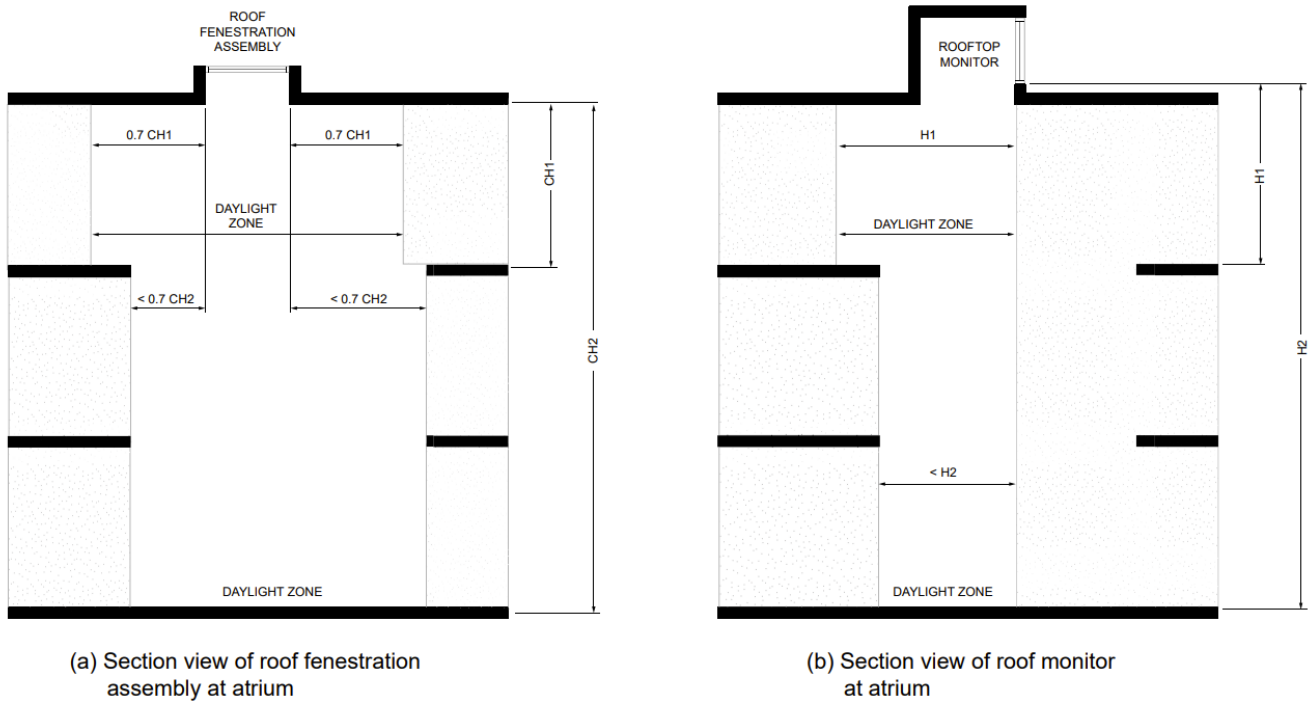 ROOF
FENESTRATION
ASSEMBLY
0.7 CH1
0.7 CH1
CH1
DAYLIGHT
ZONE
< 0.7 CH2
< 0.7 CH2
CH2
DAYLIGHT ZONE
(a) Section view of roof fenestration
assembly at atrium
ROOFTOP
MONITOR
H1
H1
DAYLIGHT ZONE
H2
< H2
DAYLIGHT ZONE
(b) Section view of roof monitor
at atrium